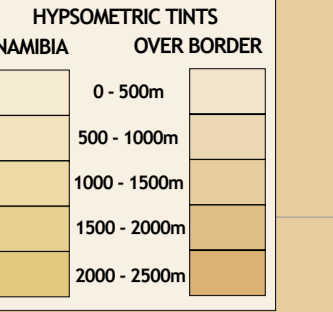 HYPSOMETRIC TINTS
NAMIBIA OVER BORDER
0 - 500m
500 - 1000m
1000 - 1500m
1500 - 2000m
2000 - 2500m